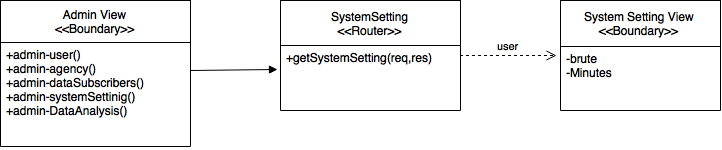 Admin View
<<Boundary>>
+admin-user()
+admin-agency()
+admin-dataSubscribers()
+admin-systemSettinig()
+admin-DataAnalysis()
SystemSetting
<<Router>>
+getSystemSetting(req,res)
user
System Setting View
<<Boundary>>
-brute
-Minutes